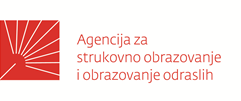 Agencija za
strukovno obrazovanje
i obrazovanje odraslih